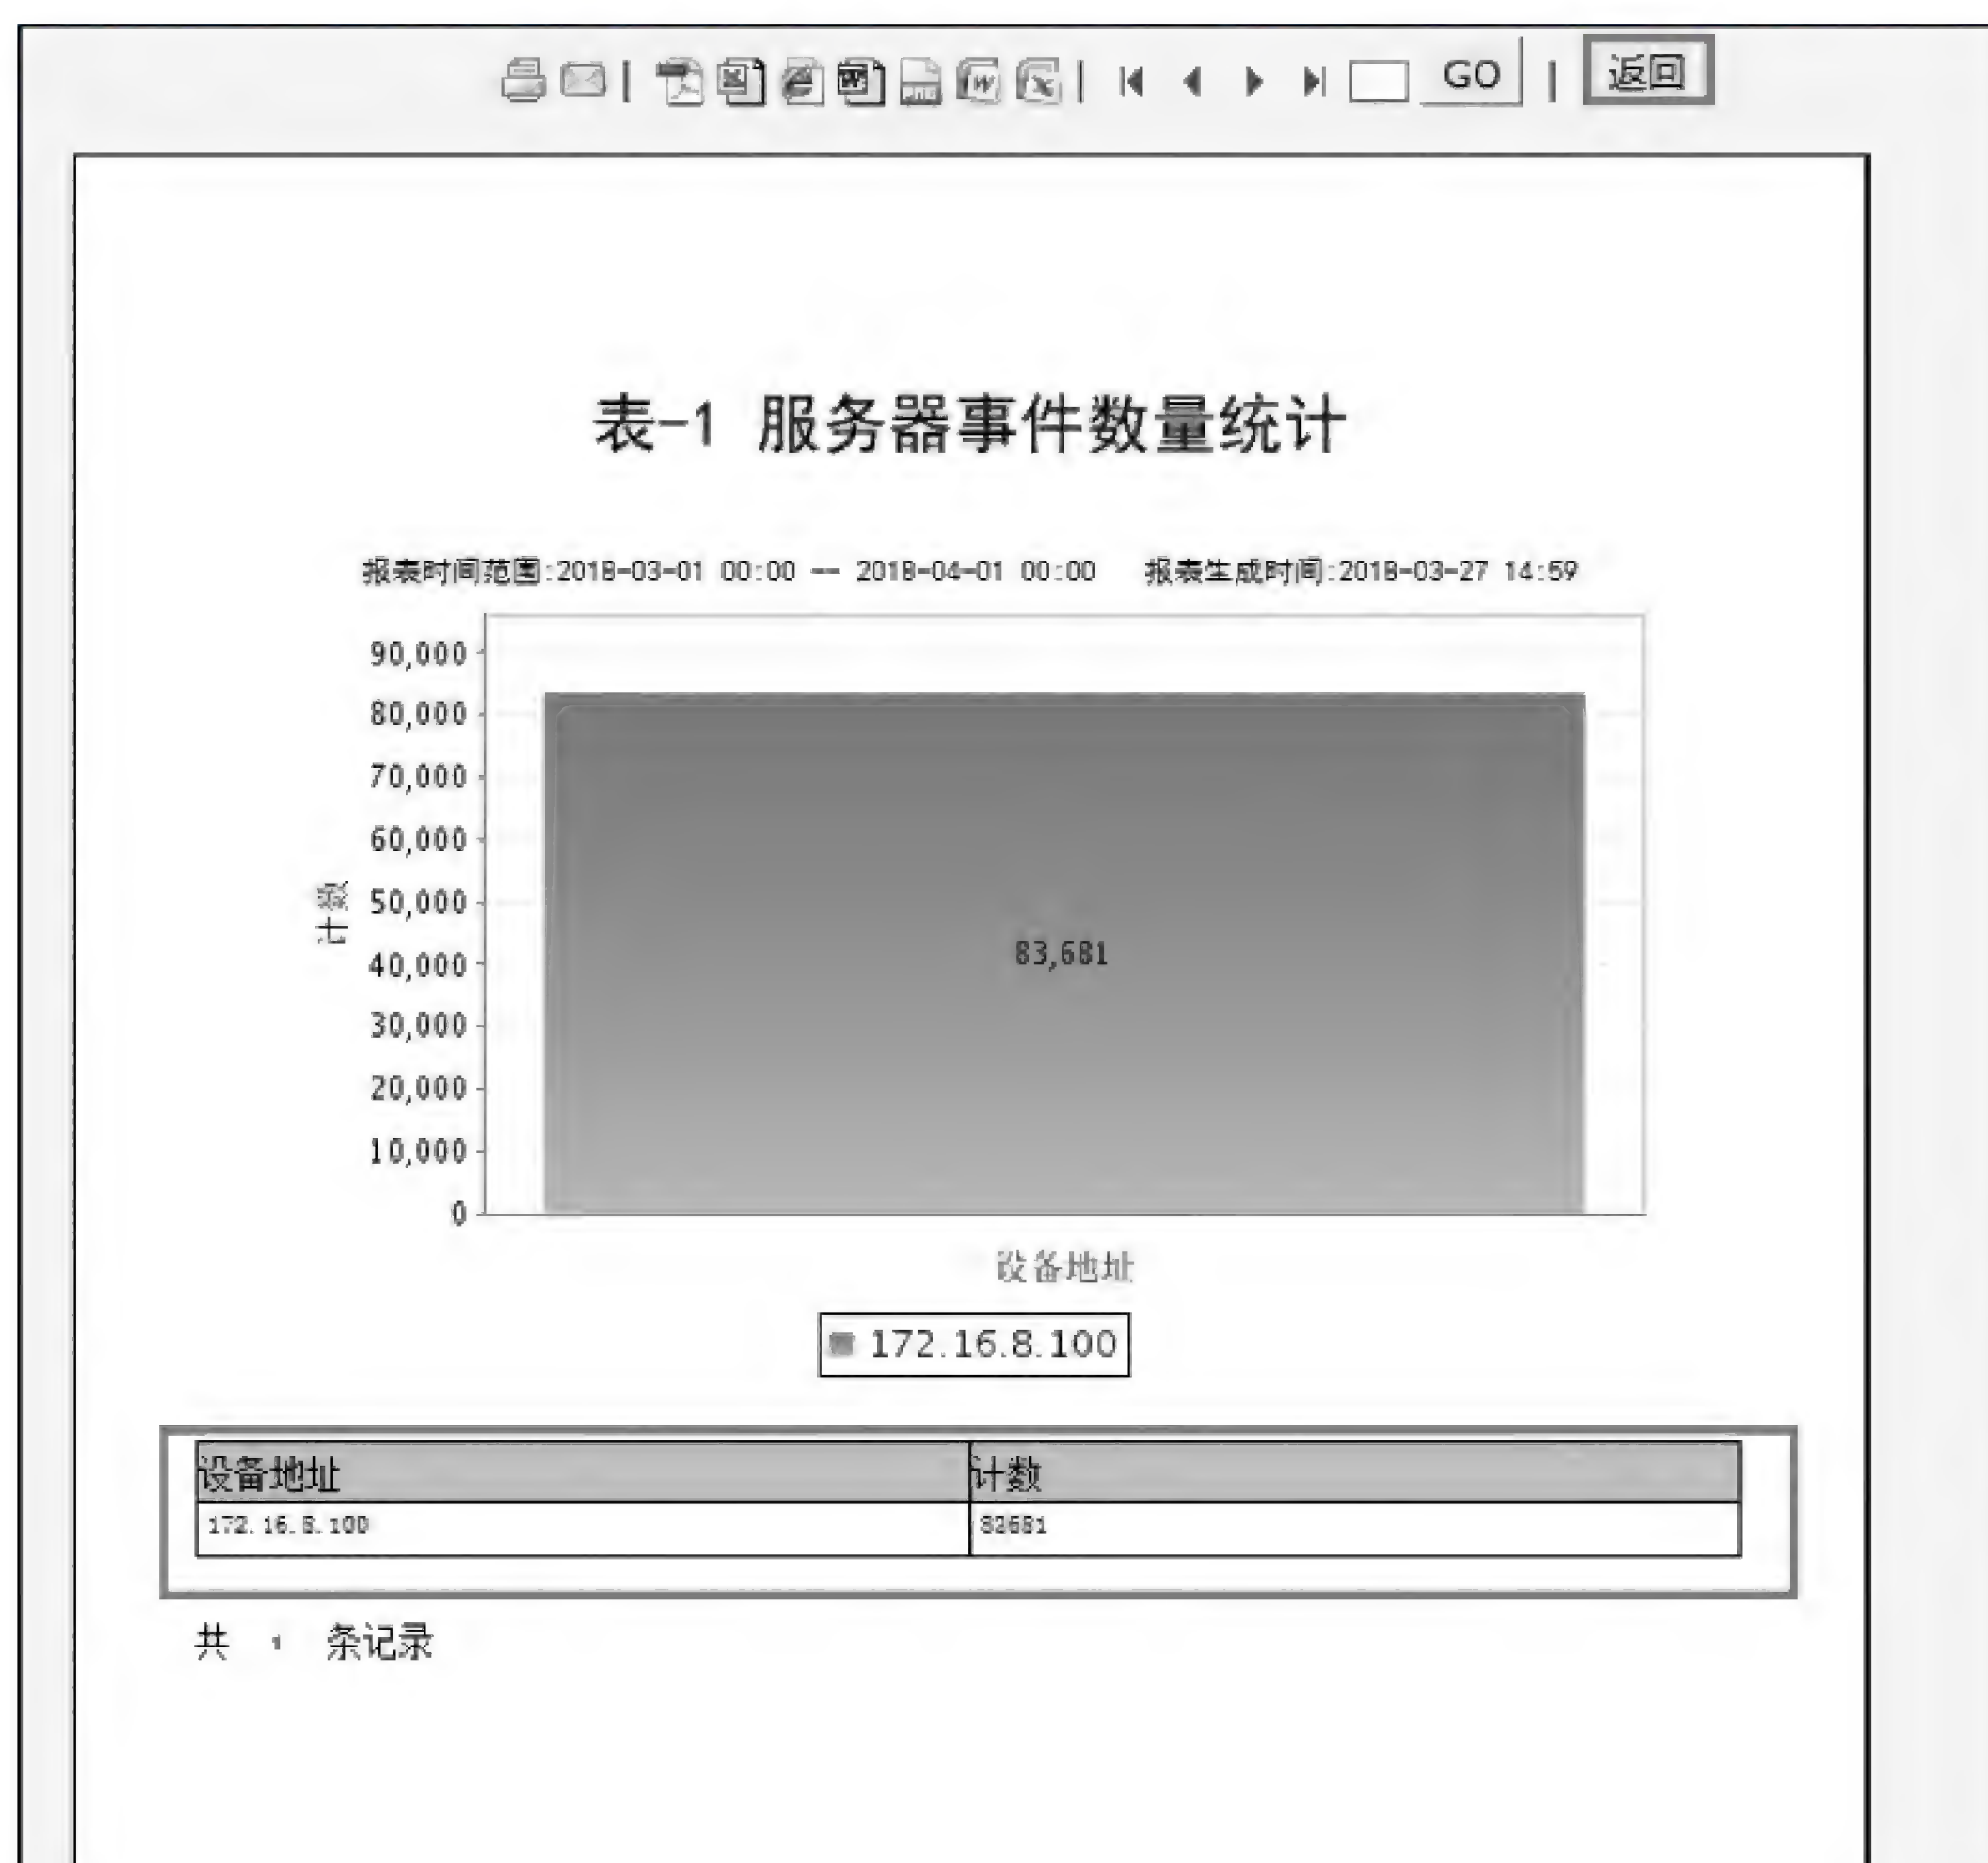 GO | 返回
表-1 服务器事件数量统计
报表时间范围:2018-03-01 00:00 -- 2018-04-01 00:00 报表生成时间:2018-03-27 14:59
90,000
80,000
70,000
60,000
50,000
40,000
30,000
20,000
10,000
0
计数
83,681
设备地址
172.16.8.100
设备地址 计数
172.16.8.100 83681
共 1 条记录